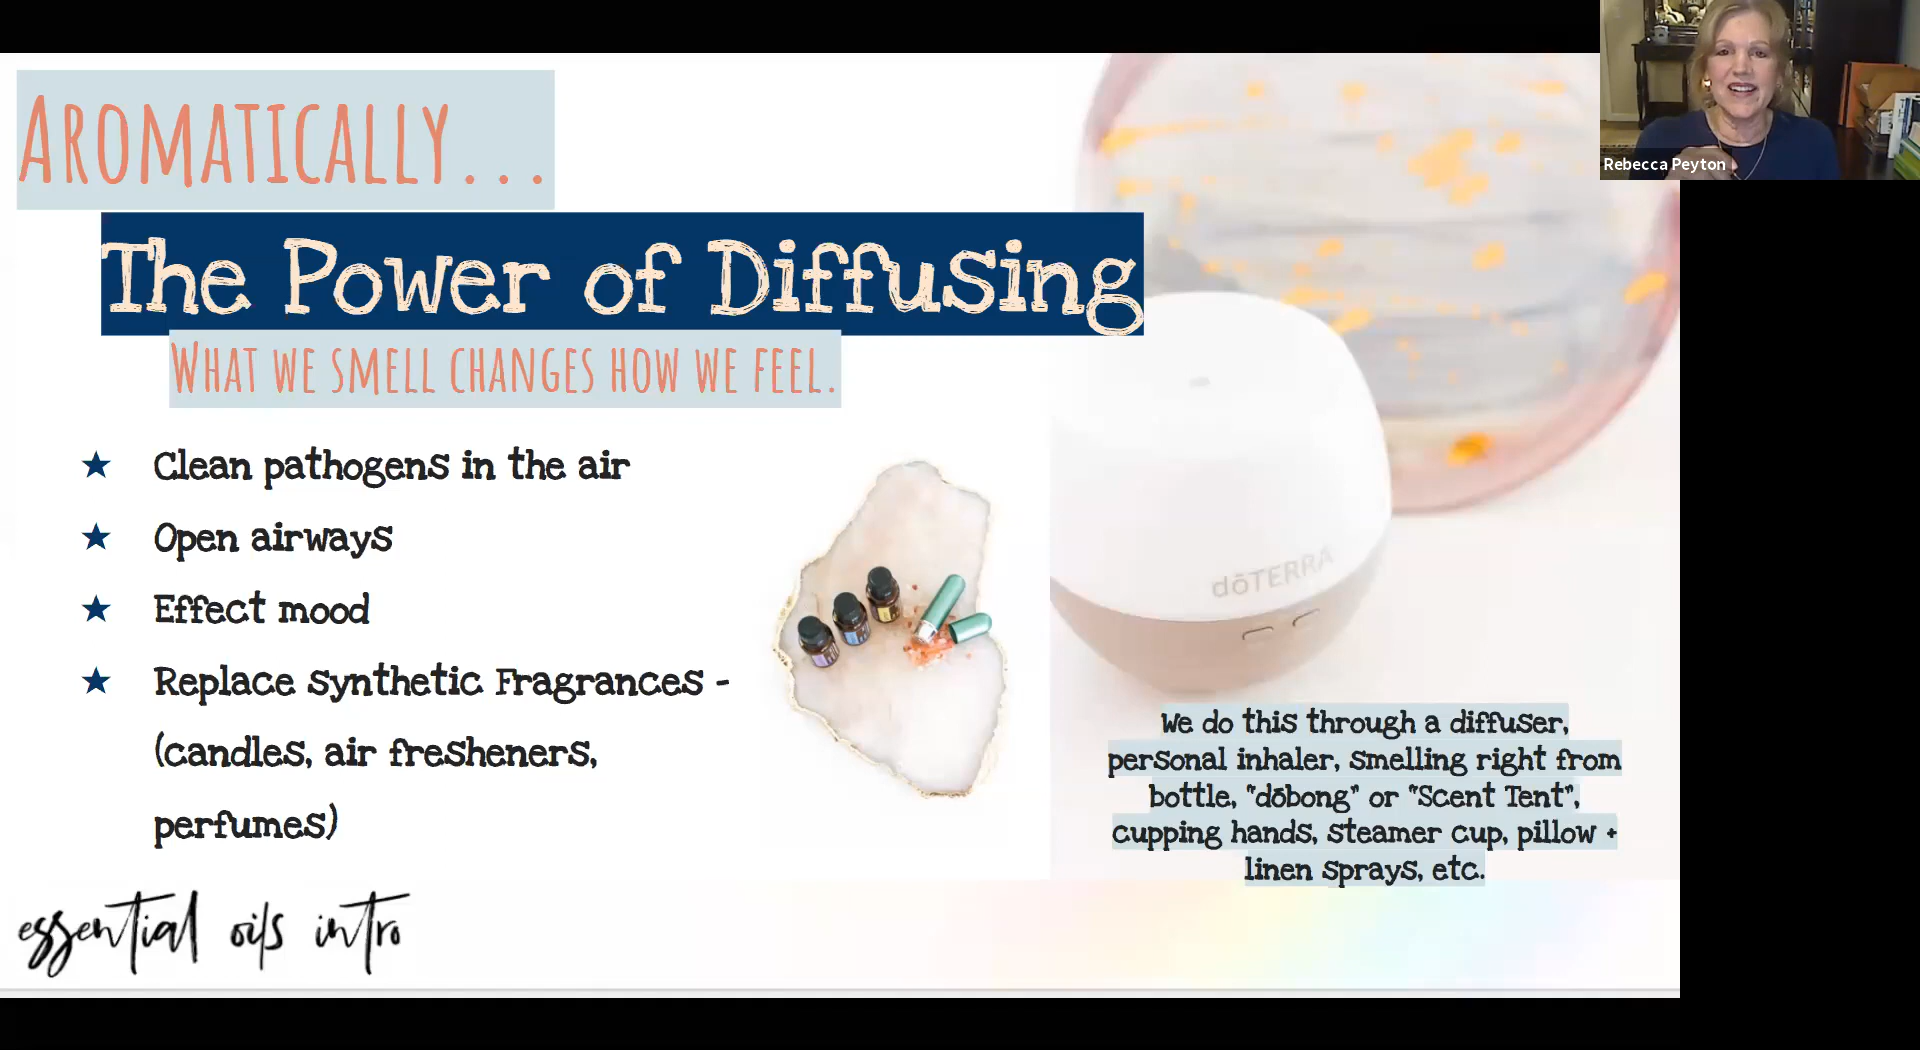 Aromatically...
The Power of Diffusing
What we smell changes how we feel.
★ Clean pathogens in the air
★ Open airways
★ Effect mood
★ Replace synthetic Fragrances -
(candles, air fresheners,
perfumes)
essential oils intro
dōTERRA
We do this through a diffuser,
personal inhaler, smelling right from
bottle, "dōbong" or "Scent Tent",
cupping hands, steamer cup, pillow +
linen sprays, etc.
Rebecca Peyton